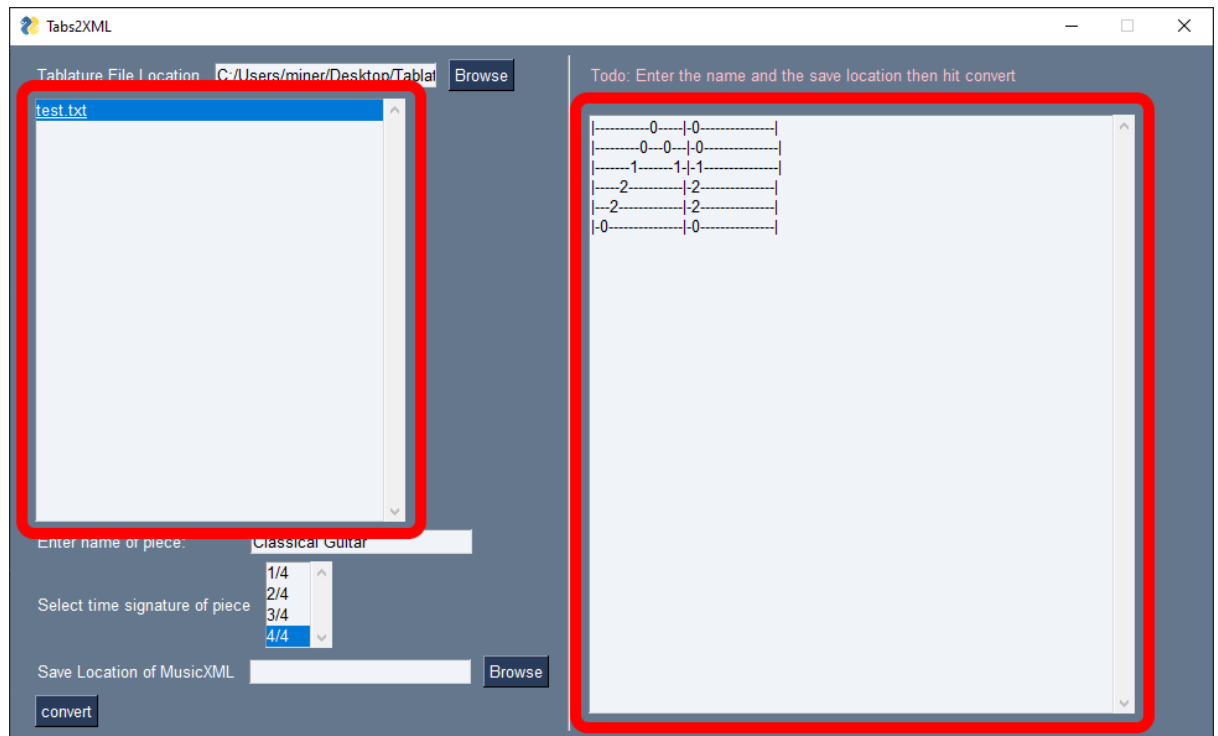 Tabs2XML
Tablature File Location C:/Users/miner/Desktop/Tablat Browse
test.txt
Enter name of piece: Classical Guitar
Select time signature of piece
1/4
2/4
3/4
4/4
Save Location of MusicXML Browse
convert
Todo: Enter the name and the save location then hit convert
|-----------0-----|-0---------------|
|---------0---0---|-0---------------|
|-------1-------1-|-1---------------|
|-----2-----------|-2---------------|
|---2-------------|-2---------------|
|-0---------------|-0---------------|